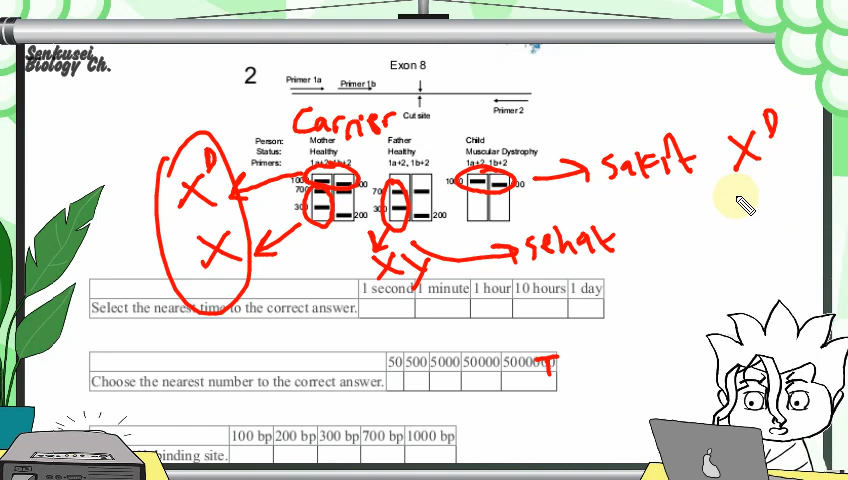 Senkusei
Biology Ch.
2
Exon 8
Primer 1a
Primer 1b
Cut site
Primer 2
Carrier
Person: Mother Father Child
Status: Healthy Healthy Muscular Dystrophy
Primers: 1a+2, 1b+2 1a+2, 1b+2 1a+2, 1b+2
700
300
200
700
300
200
sakit
X D
X D
X
X Y
sehat
1 second 1 minute 1 hour 10 hours 1 day
Select the nearest time to the correct answer.
50 500 5000 50000
T
Choose the nearest number to the correct answer.
100 bp 200 bp 300 bp 700 bp 1000 bp
binding site.